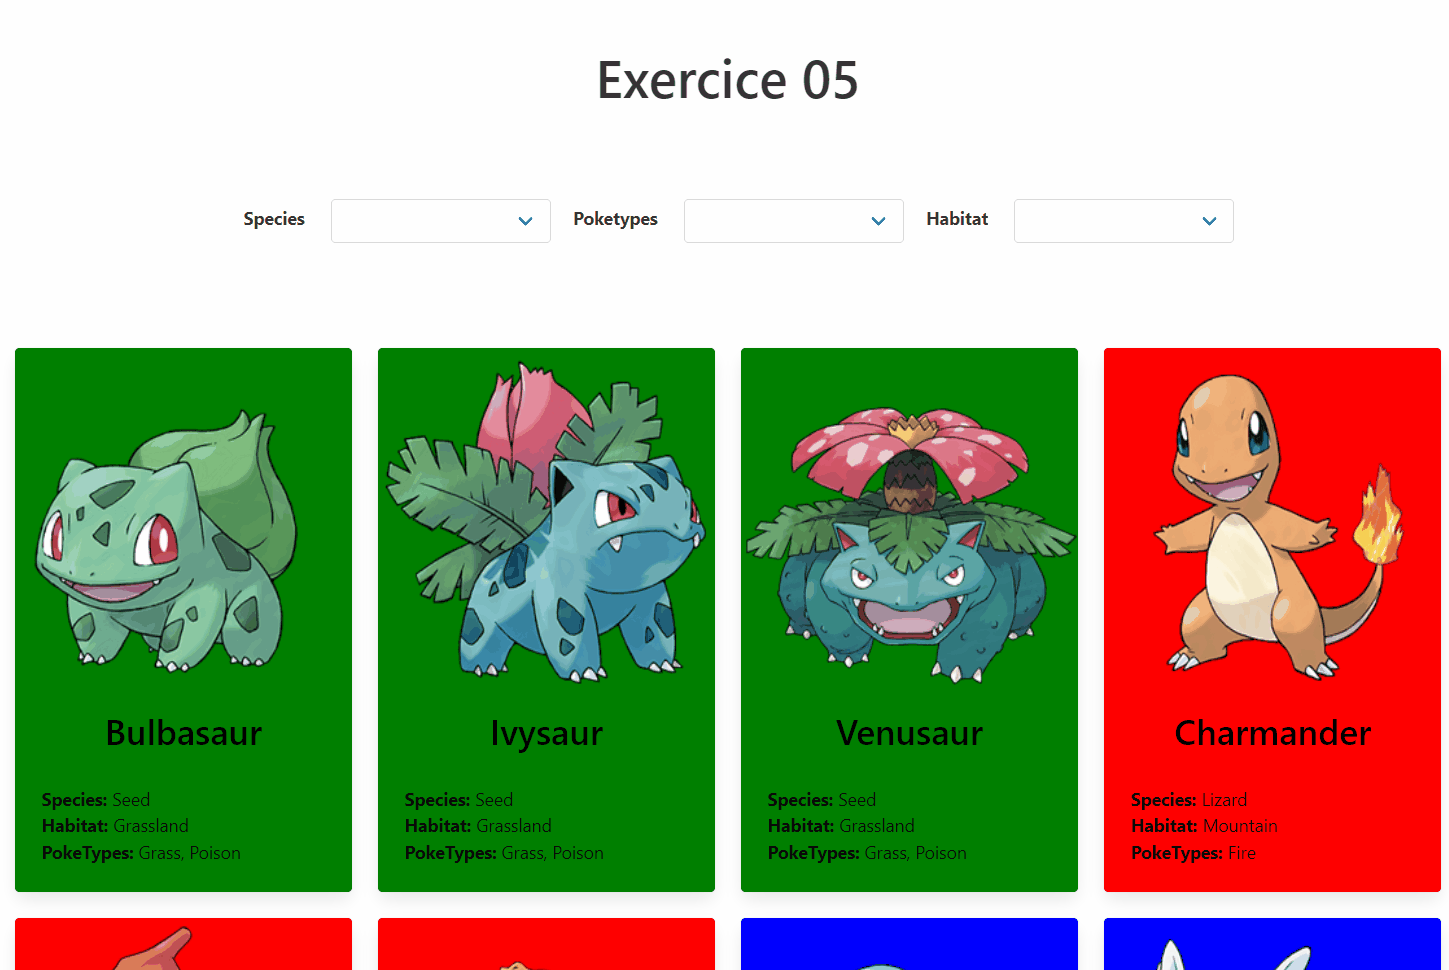 Exercice 05
Species Poketypes Habitat
Bulbasaur
Species: Seed
Habitat: Grassland
PokeTypes: Grass, Poison
Ivysaur
Species: Seed
Habitat: Grassland
PokeTypes: Grass, Poison
Venusaur
Species: Seed
Habitat: Grassland
PokeTypes: Grass, Poison
Charmander
Species: Lizard
Habitat: Mountain
PokeTypes: Fire